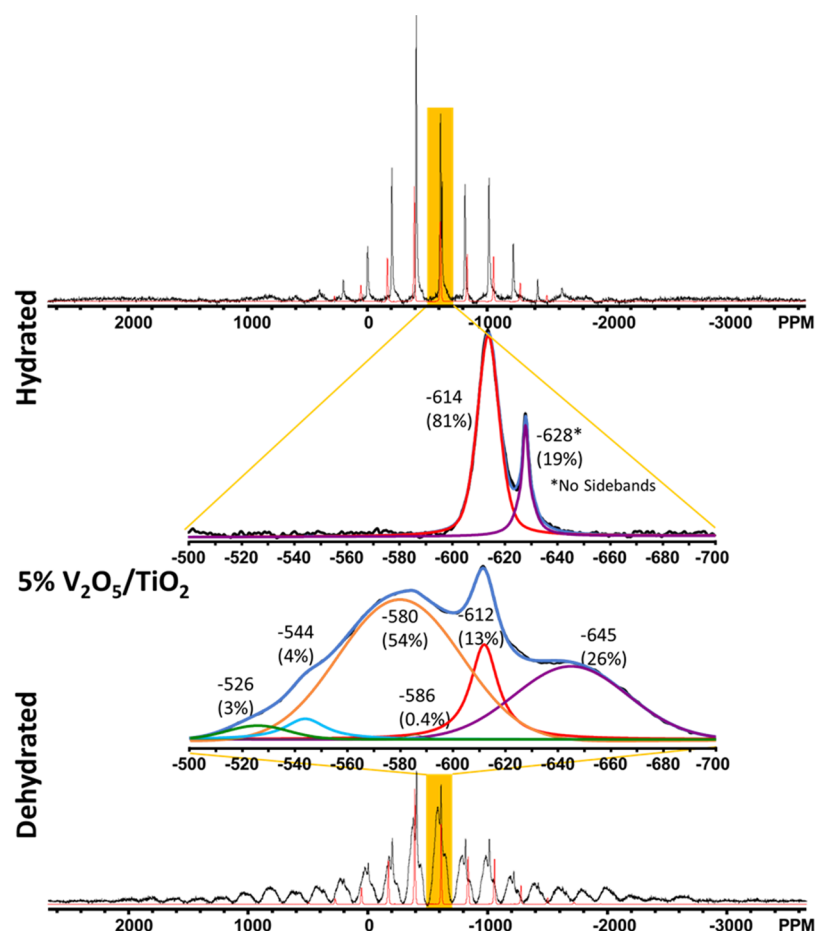 2000 1000 0 -1000 -2000 -3000 PPM
Hydrated
-614
(81%)
-628*
(19%)
*No Sidebands
-500 -520 -540 -560 -580 -600 -620 -640 -660 -680 -700
5% V₂O₅/TiO₂
-544
(4%)
-580
(54%)
-612
(13%)
-645
(26%)
-526
(3%)
-586
(0.4%)
-500 -520 -540 -560 -580 -600 -620 -640 -660 -680 -700
Dehydrated
2000 1000 0 -1000 -2000 -3000 PPM